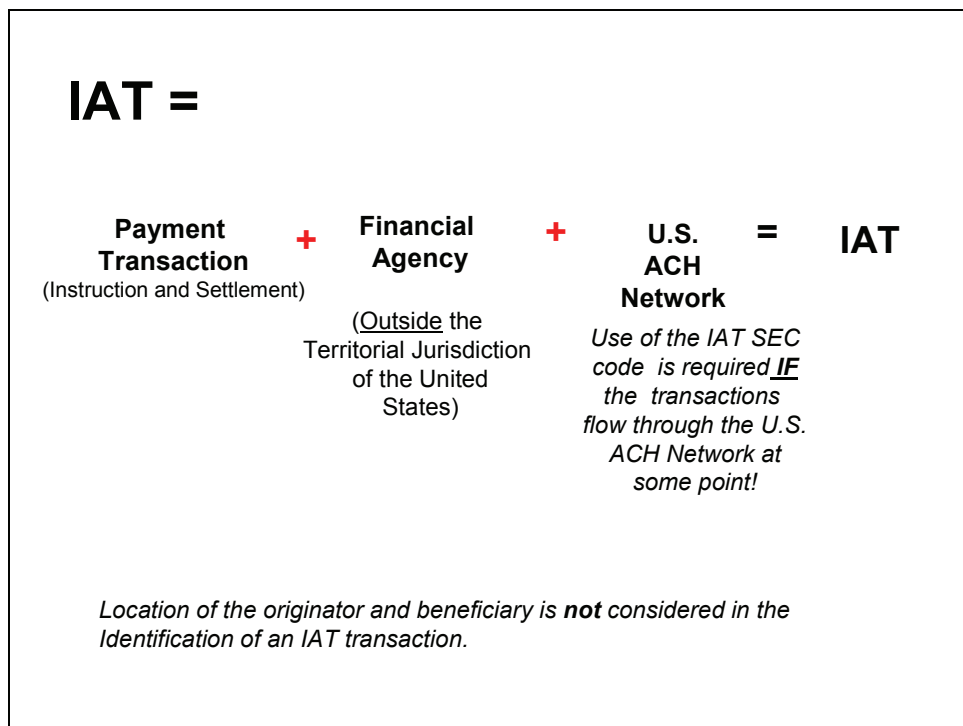 IAT =
Payment
Transaction
(Instruction and Settlement)
+
Financial
Agency
(Outside the
Territorial Jurisdiction
of the United
States)
+
U.S.
ACH
Network
Use of the IAT SEC
code is required IF
the transactions
flow through the U.S.
ACH Network at
some point!
=
IAT
Location of the originator and beneficiary is not considered in the
Identification of an IAT transaction.